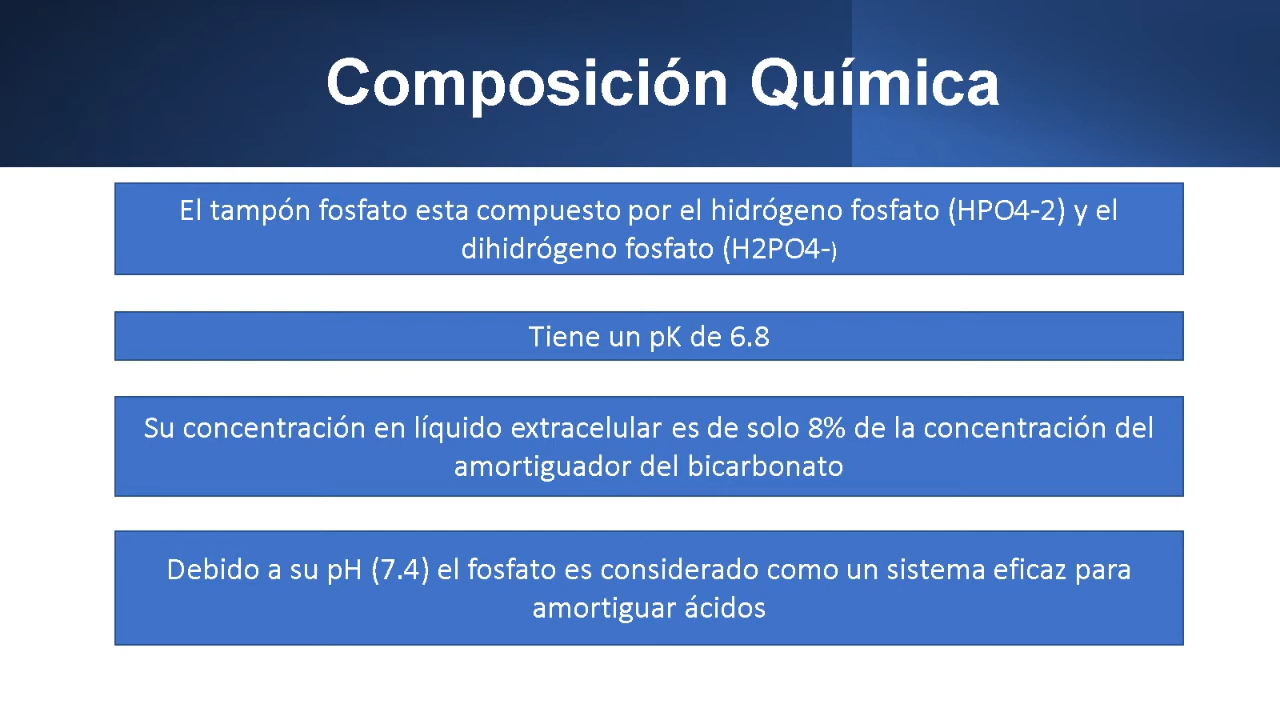 Composición Química
El tampón fosfato esta compuesto por el hidrógeno fosfato (HPO4-2) y el
dihidrógeno fosfato (H2PO4-)
Tiene un pK de 6.8
Su concentración en líquido extracelular es de solo 8% de la concentración del
amortiguador del bicarbonato
Debido a su pH (7.4) el fosfato es considerado como un sistema eficaz para
amortiguar ácidos